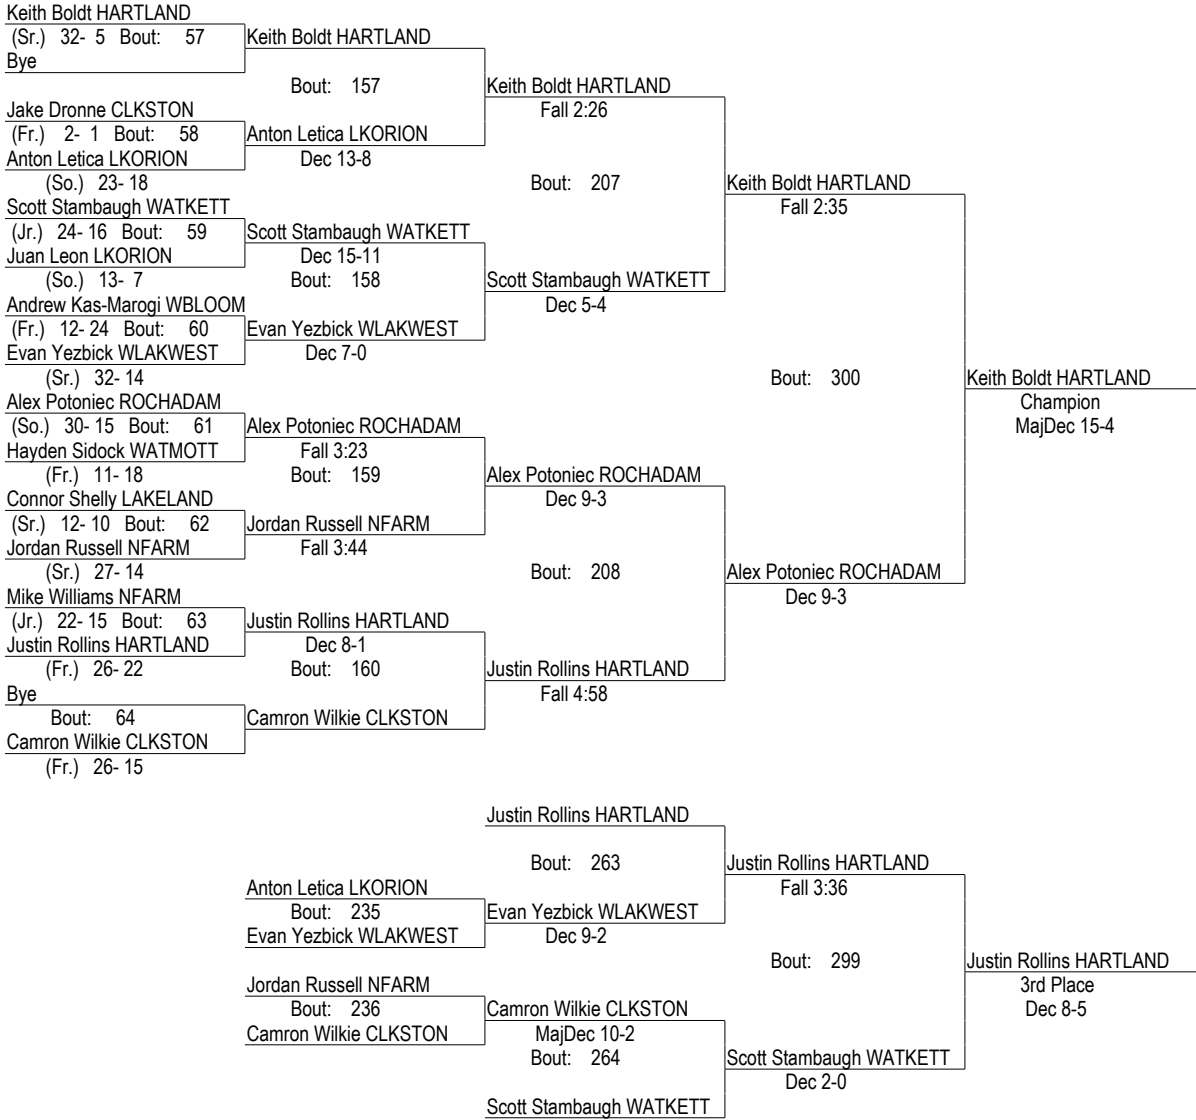 Keith Boldt HARTLAND
(Sr.) 32- 5 Bout: 57 Keith Boldt HARTLAND
Bye
Bout: 157 Keith Boldt HARTLAND
Jake Dronne CLKSTON Fall 2:26
(Fr.) 2- 1 Bout: 58 Anton Letica LKORION
Anton Letica LKORION Dec 13-8
(So.) 23- 18 Bout: 207 Keith Boldt HARTLAND
Scott Stambaugh WATKETT Fall 2:35
(Jr.) 24- 16 Bout: 59 Scott Stambaugh WATKETT
Juan Leon LKORION Dec 15-11
(So.) 13- 7 Bout: 158 Scott Stambaugh WATKETT
Andrew Kas-Marogi WBLOOM Dec 5-4
(Fr.) 12- 24 Bout: 60 Evan Yezbick WLAKWEST
Evan Yezbick WLAKWEST Dec 7-0
(Sr.) 32- 14 Bout: 300 Keith Boldt HARTLAND
Alex Potoniec ROCHADAM Champion
(So.) 30- 15 Bout: 61 Alex Potoniec ROCHADAM MajDec 15-4
Hayden Sidock WATMOTT Fall 3:23
(Fr.) 11- 18 Bout: 159 Alex Potoniec ROCHADAM
Connor Shelly LAKELAND Dec 9-3
(Sr.) 12- 10 Bout: 62 Jordan Russell NFARM
Jordan Russell NFARM Fall 3:44
(Sr.) 27- 14 Bout: 208 Alex Potoniec ROCHADAM
Mike Williams NFARM Dec 9-3
(Jr.) 22- 15 Bout: 63 Justin Rollins HARTLAND
Justin Rollins HARTLAND Dec 8-1
(Fr.) 26- 22 Bout: 160 Justin Rollins HARTLAND
Bye Fall 4:58
Bout: 64 Camron Wilkie CLKSTON
Camron Wilkie CLKSTON
(Fr.) 26- 15
Justin Rollins HARTLAND
Bout: 263 Justin Rollins HARTLAND
Anton Letica LKORION Fall 3:36
Bout: 235 Evan Yezbick WLAKWEST
Evan Yezbick WLAKWEST Dec 9-2
Bout: 299 Justin Rollins HARTLAND
Jordan Russell NFARM 3rd Place
Bout: 236 Camron Wilkie CLKSTON Dec 8-5
Camron Wilkie CLKSTON MajDec 10-2
Bout: 264 Scott Stambaugh WATKETT
Dec 2-0
Scott Stambaugh WATKETT